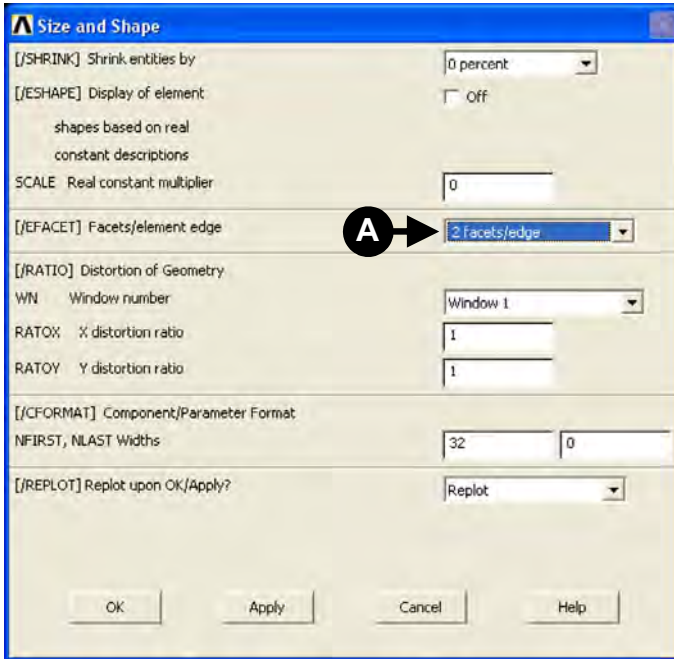 Size and Shape
[/SHRINK] Shrink entities by 0 percent
[/ESHAPE] Display of element Off
shapes based on real
constant descriptions
SCALE Real constant multiplier 0
[/EFACET] Facets/element edge A 2 facets/edge
[/RATIO] Distortion of Geometry
WN Window number Window 1
RATOX X distortion ratio 1
RATOY Y distortion ratio 1
[/CFORMAT] Component/Parameter Format
NFIRST, NLAST Widths 32 0
[/REPLOT] Replot upon OK/Apply? Replot
OK Apply Cancel Help